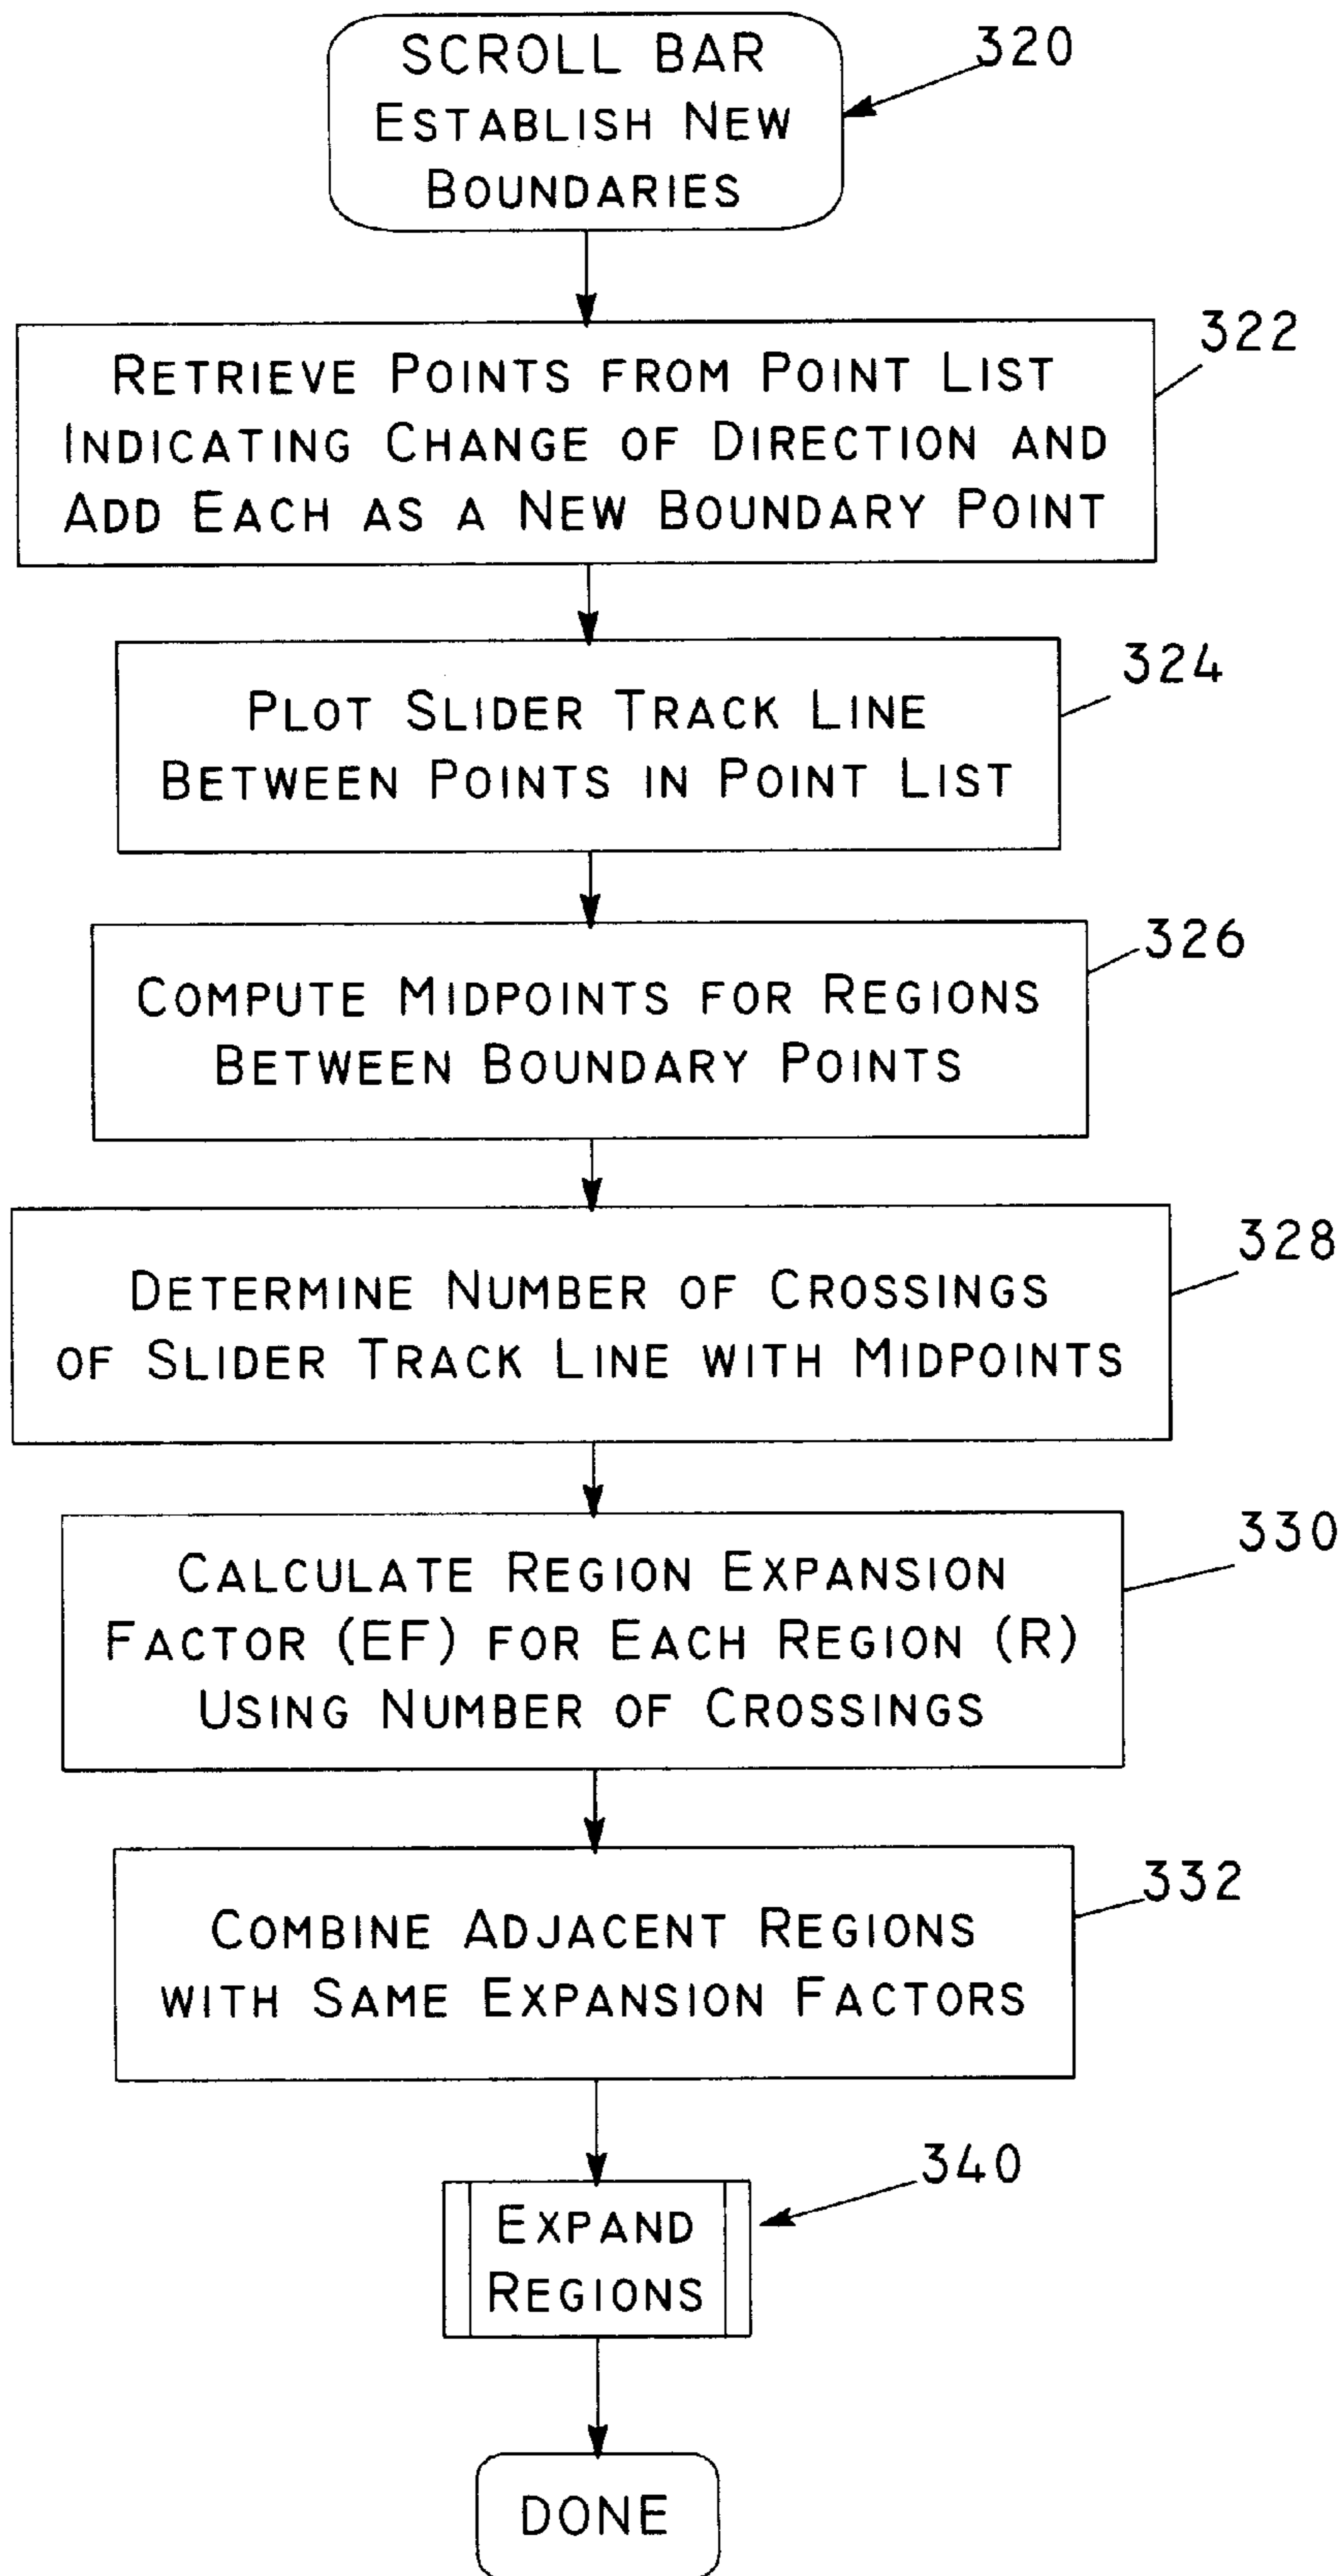 SCROLL BAR
ESTABLISH NEW
BOUNDARIES
320
RETRIEVE POINTS FROM POINT LIST
INDICATING CHANGE OF DIRECTION AND
ADD EACH AS A NEW BOUNDARY POINT
322
PLOT SLIDER TRACK LINE
BETWEEN POINTS IN POINT LIST
324
COMPUTE MIDPOINTS FOR REGIONS
BETWEEN BOUNDARY POINTS
326
DETERMINE NUMBER OF CROSSINGS
OF SLIDER TRACK LINE WITH MIDPOINTS
328
CALCULATE REGION EXPANSION
FACTOR (EF) FOR EACH REGION (R)
USING NUMBER OF CROSSINGS
330
COMBINE ADJACENT REGIONS
WITH SAME EXPANSION FACTORS
332
EXPAND
REGIONS
340
DONE